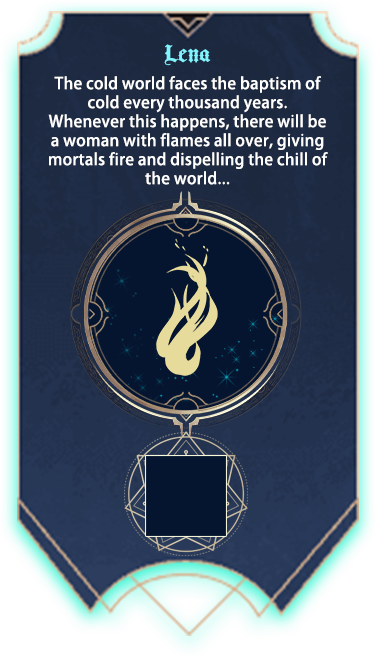 Lena
The cold world faces the baptism of
cold every thousand years.
Whenever this happens, there will be
a woman with flames all over, giving
mortals fire and dispelling the chill of
the world...